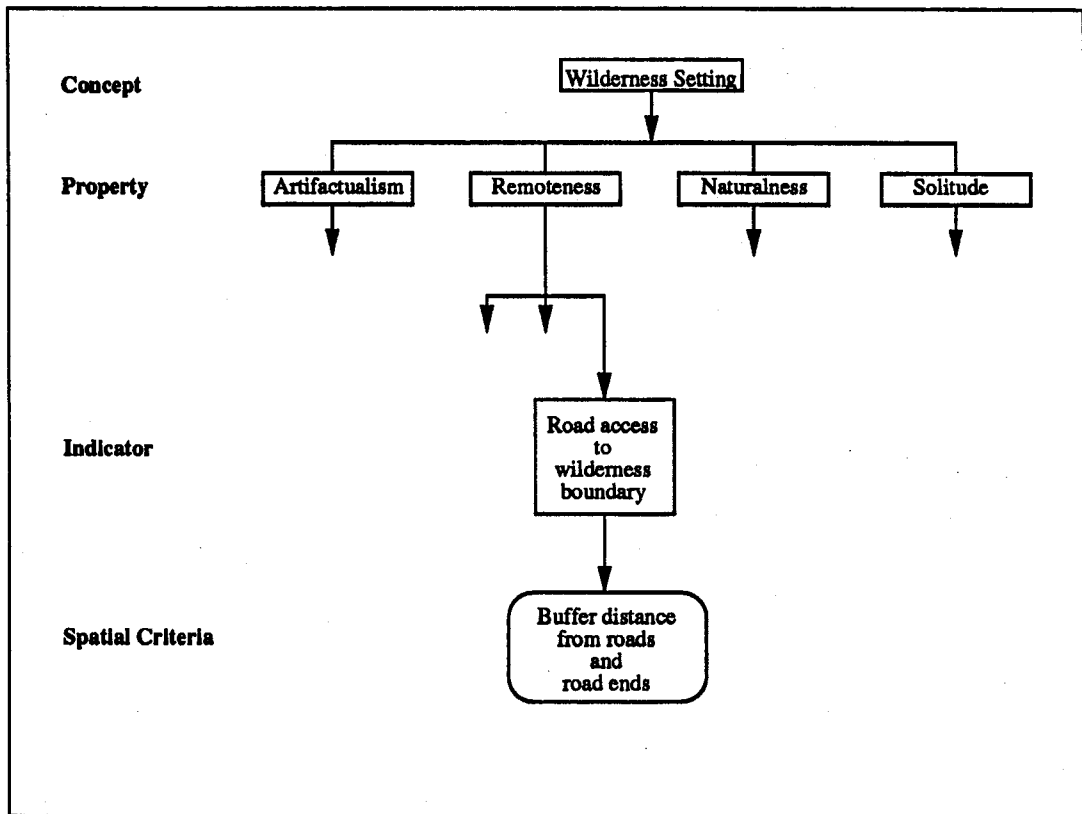 Concept
Wilderness Setting
Property
Artifactualism
Remoteness
Naturalness
Solitude
Indicator
Road access
to
wilderness
boundary
Spatial Criteria
Buffer distance
from roads
and
road ends